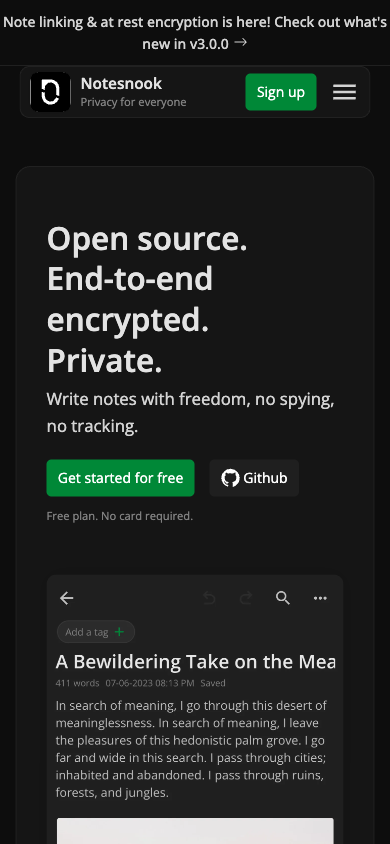 Note linking & at rest encryption is here! Check out what's
new in v3.0.0 →
Notesnook
Privacy for everyone
Sign up
Open source.
End-to-end
encrypted.
Private.
Write notes with freedom, no spying,
no tracking.
Get started for free
Github
Free plan. No card required.
Add a tag +
A Bewildering Take on the Mea
411 words 07-06-2023 08:13 PM Saved
In search of meaning, I go through this desert of
meaninglessness. In search of meaning, I leave
the pleasures of this hedonistic palm grove. I go
far and wide in this search. I pass through cities;
inhabited and abandoned. I pass through ruins,
forests, and jungles.